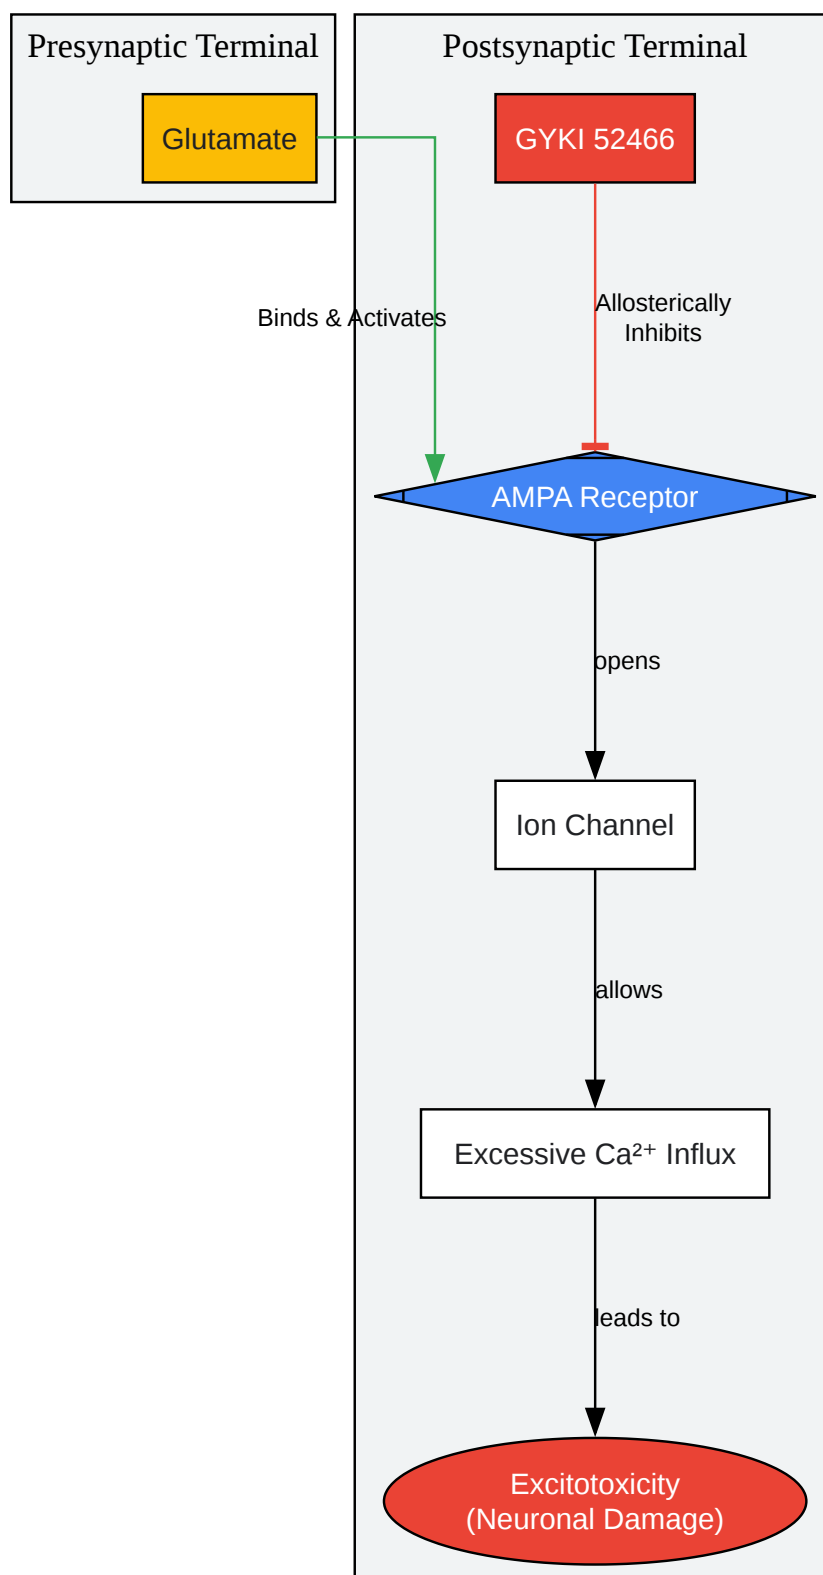 Presynaptic Terminal
Postsynaptic Terminal
Glutamate
GYKI 52466
Binds & Activates
Allosterically
Inhibits
AMPA Receptor
opens
Ion Channel
allows
Excessive Ca²⁺ Influx
leads to
Excitotoxicity
(Neuronal Damage)